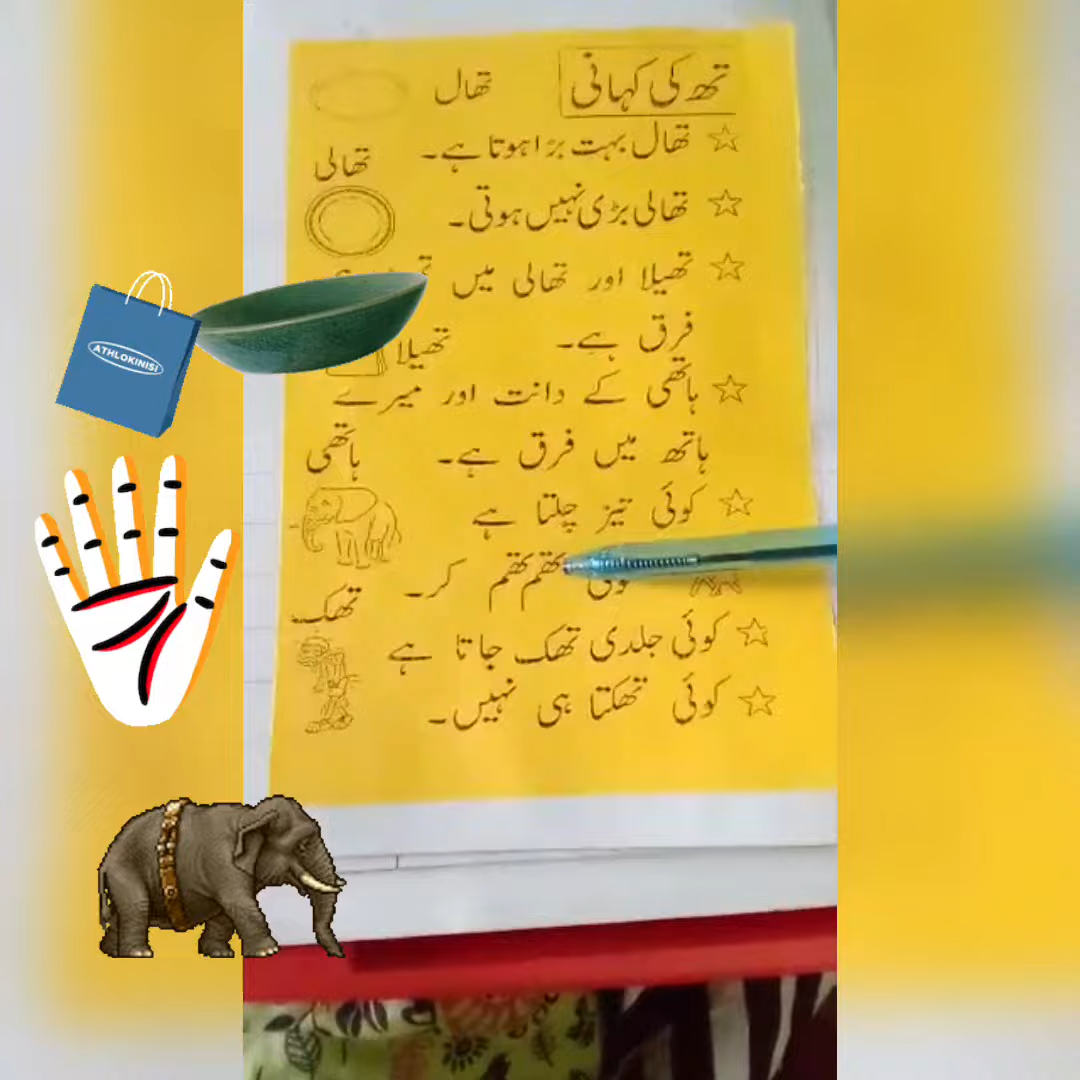 تھ کی کہانی
تھال
تھال بہت بڑا ہوتا ہے۔
تھالی
تھالی بڑی نہیں ہوتی۔
تھیلا اور تھالی میں
فرق ہے۔
تھیلا
ہاتھی کے دانت اور میرے
ہاتھ میں فرق ہے۔
ہاتھی
کوئی تیز چلتا ہے
تھم تھم کر۔
تھک
کوئی جلدی تھک جاتا ہے
کوئی تھکتا ہی نہیں۔
ATHLOKINISI